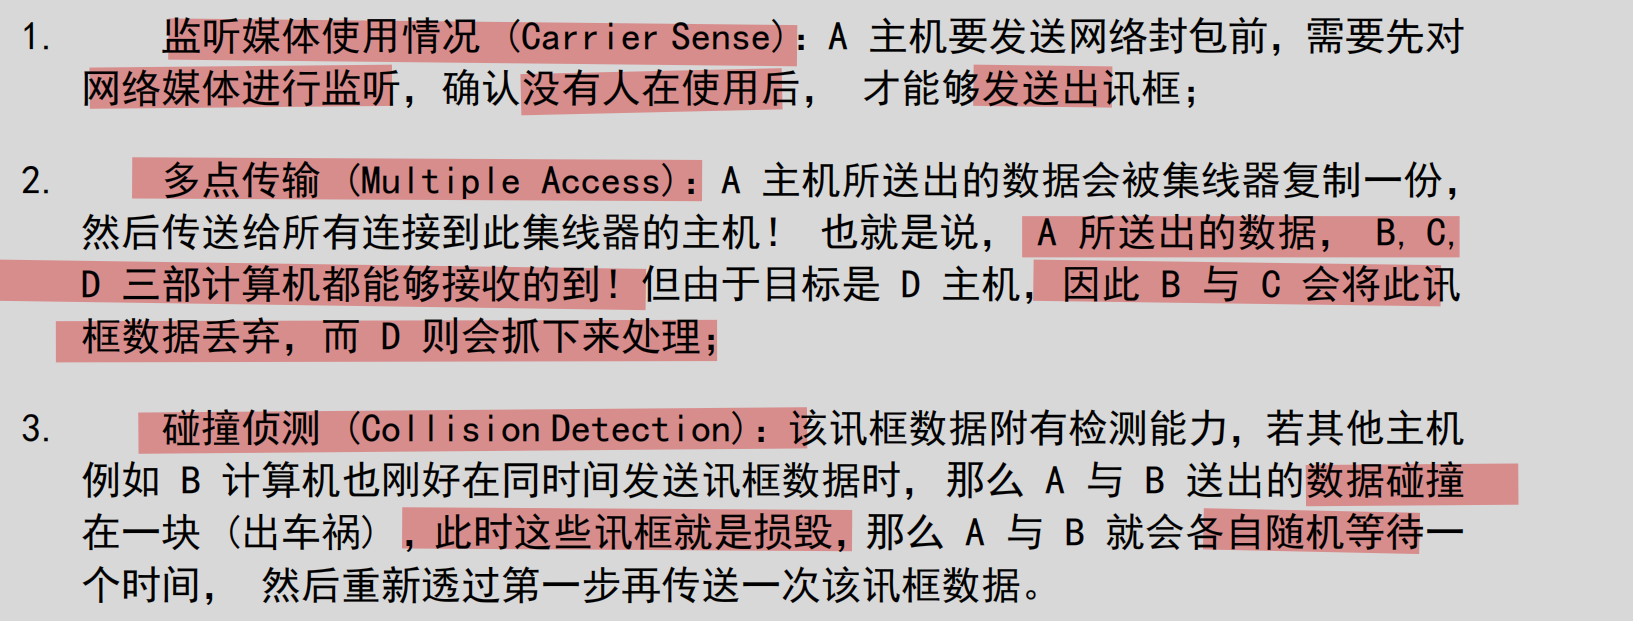 1. 监听媒体使用情况 (Carrier Sense)：A 主机要发送网络封包前，需要先对
网络媒体进行监听，确认没有人在使用后， 才能够发送出讯框；
2. 多点传输 (Multiple Access)：A 主机所送出的数据会被集线器复制一份，
然后传送给所有连接到此集线器的主机！ 也就是说， A 所送出的数据， B, C,
D 三部计算机都能够接收的到！但由于目标是 D 主机，因此 B 与 C 会将此讯
框数据丢弃，而 D 则会抓下来处理；
3. 碰撞侦测 (Collision Detection)：该讯框数据附有检测能力，若其他主机
例如 B 计算机也刚好在同时间发送讯框数据时， 那么 A 与 B 送出的数据碰撞
在一块 (出车祸) ，此时这些讯框就是损毁，那么 A 与 B 就会各自随机等待一
个时间， 然后重新透过第一步再传送一次该讯框数据。